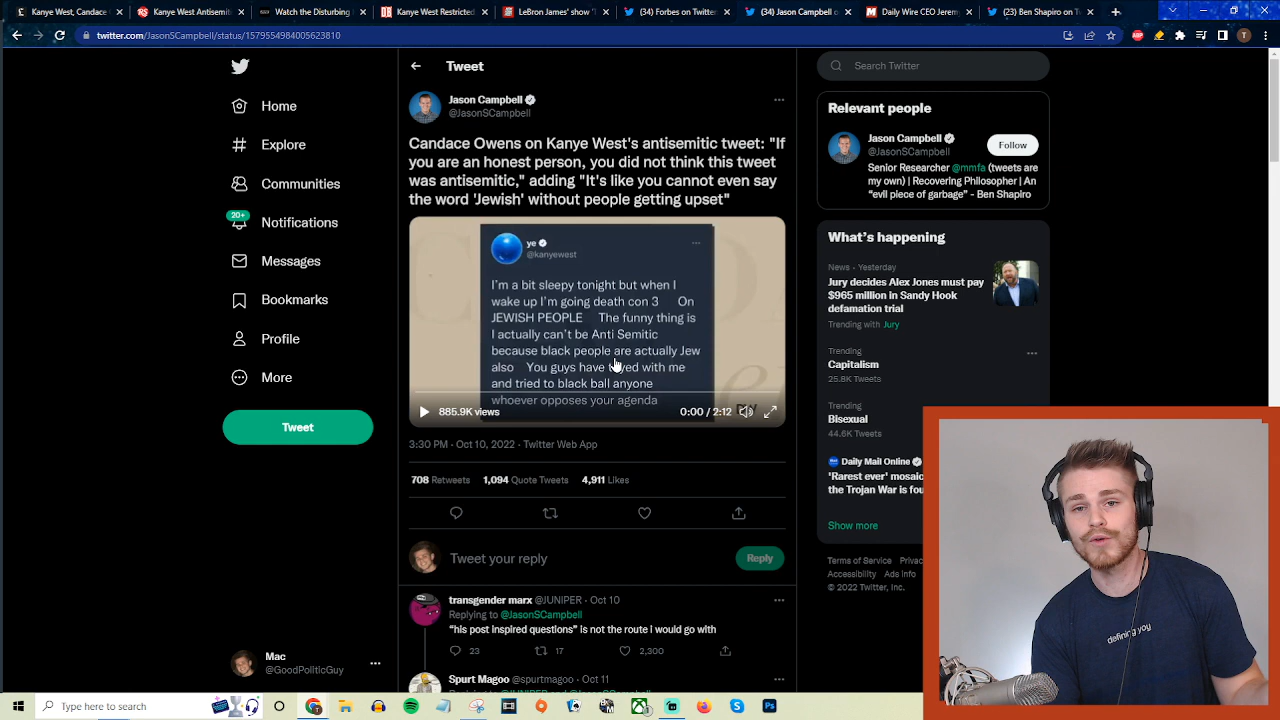 Kanye West, Candace
Kanye West Antisemit
Watch the Disturbing
Kanye West Restricted
LeBron James' show '
(34) Forbes on Twitter
(34) Jason Campbell o
Daily Wire CEO Jerem
(23) Ben Shapiro on Tw
twitter.com/JasonSCampbell/status/1579554984005623810
Home
Explore
Communities
20+
Notifications
Messages
Bookmarks
Profile
More
Tweet
Mac
@GoodPoliticGuy
Tweet
Jason Campbell
@JasonSCampbell
Candace Owens on Kanye West's antisemitic tweet: "If
you are an honest person, you did not think this tweet
was antisemitic," adding "It's like you cannot even say
the word 'Jewish' without people getting upset"
ye
@kanyewest
I'm a bit sleepy tonight but when I
wake up I'm going death con 3 On
JEWISH PEOPLE The funny thing is
I actually can't be Anti Semitic
because black people are actually Jew
also You guys have with me
and tried to black ball anyone
whoever opposes your agenda
885.9K views
0:00 / 2:12
3:30 PM · Oct 10, 2022 · Twitter Web App
708 Retweets 1,094 Quote Tweets 4,911 Likes
Tweet your reply
Reply
transgender marx @JUNIPER · Oct 10
Replying to @JasonSCampbell
"his post inspired questions" is not the route i would go with
23 17 2,300
Spurt Magoo @spurtmagoo · Oct 11
Search Twitter
Relevant people
Jason Campbell
@JasonSCampbell
Follow
Senior Researcher @mmfa (tweets are
my own) | Recovering Philosopher | An
"evil piece of garbage" - Ben Shapiro
What's happening
News · Yesterday
Jury decides Alex Jones must pay
$965 million in Sandy Hook
defamation trial
Trending with Jury
Trending
Capitalism
25.8K Tweets
Trending
Bisexual
44.6K Tweets
Daily Mail Online
'Rarest ever' mosaic
the Trojan War is fou
Show more
Terms of Service Privac
Accessibility Ads info
© 2022 Twitter, Inc.
defining you
Type here to search